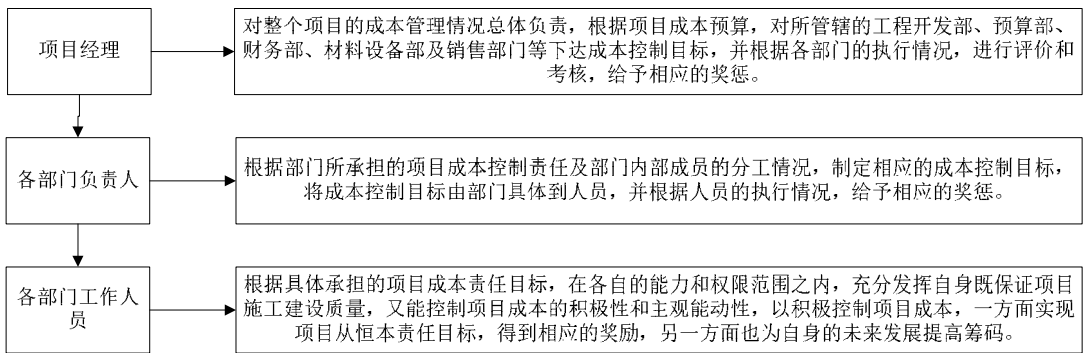 项目经理
对整个项目的成本管理情况总体负责，根据项目成本预算，对所管辖的工程开发部、预算部、
财务部、材料设备部及销售部门等下达成本控制目标，并根据各部门的执行情况，进行评价和
考核，给予相应的奖惩。
各部门负责人
根据部门所承担的项目成本控制责任及部门内部成员的分工情况，制定相应的成本控制目标，
将成本控制目标由部门具体到人员，并根据人员的执行情况，给予相应的奖惩。
各部门工作人
员
根据具体承担的项目成本责任目标，在各自的能力和权限范围之内，充分发挥自身既保证项目
施工建设质量，又能控制项目成本的积极性和主观能动性，以积极控制项目成本，一方面实现
项目从恒本责任目标，得到相应的奖励，另一方面也为自身的未来发展提高筹码。